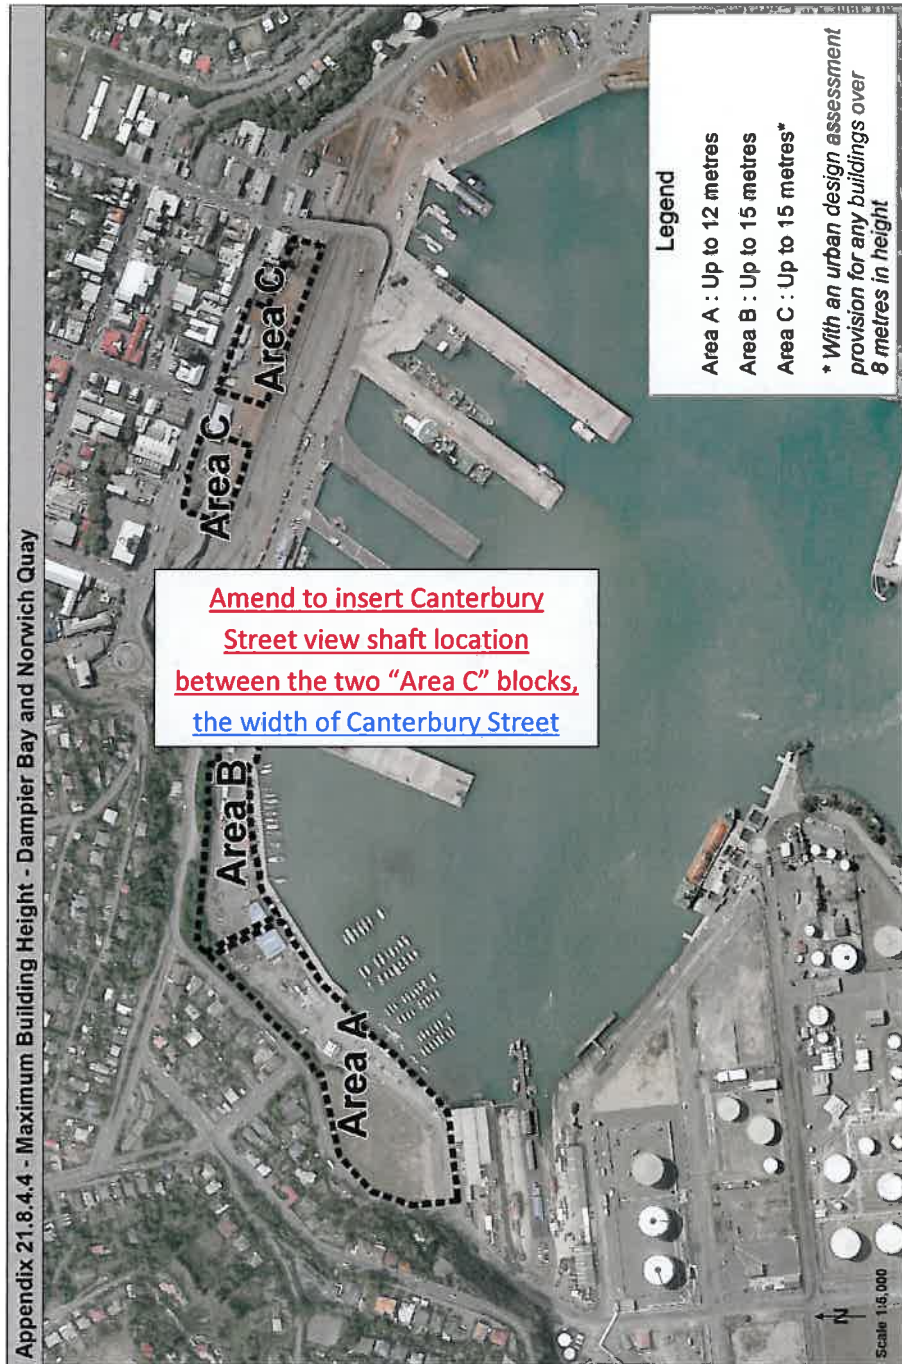 Appendix 21.8.4.4 - Maximum Building Height - Dampier Bay and Norwich Quay
Area A
Area B
Area C
Area C
Amend to insert Canterbury
Street view shaft location
between the two “Area C” blocks,
the width of Canterbury Street
Legend
Area A : Up to 12 metres
Area B : Up to 15 metres
Area C : Up to 15 metres*
* With an urban design assessment
provision for any buildings over
8 metres in height
N
Scale 1:5,000